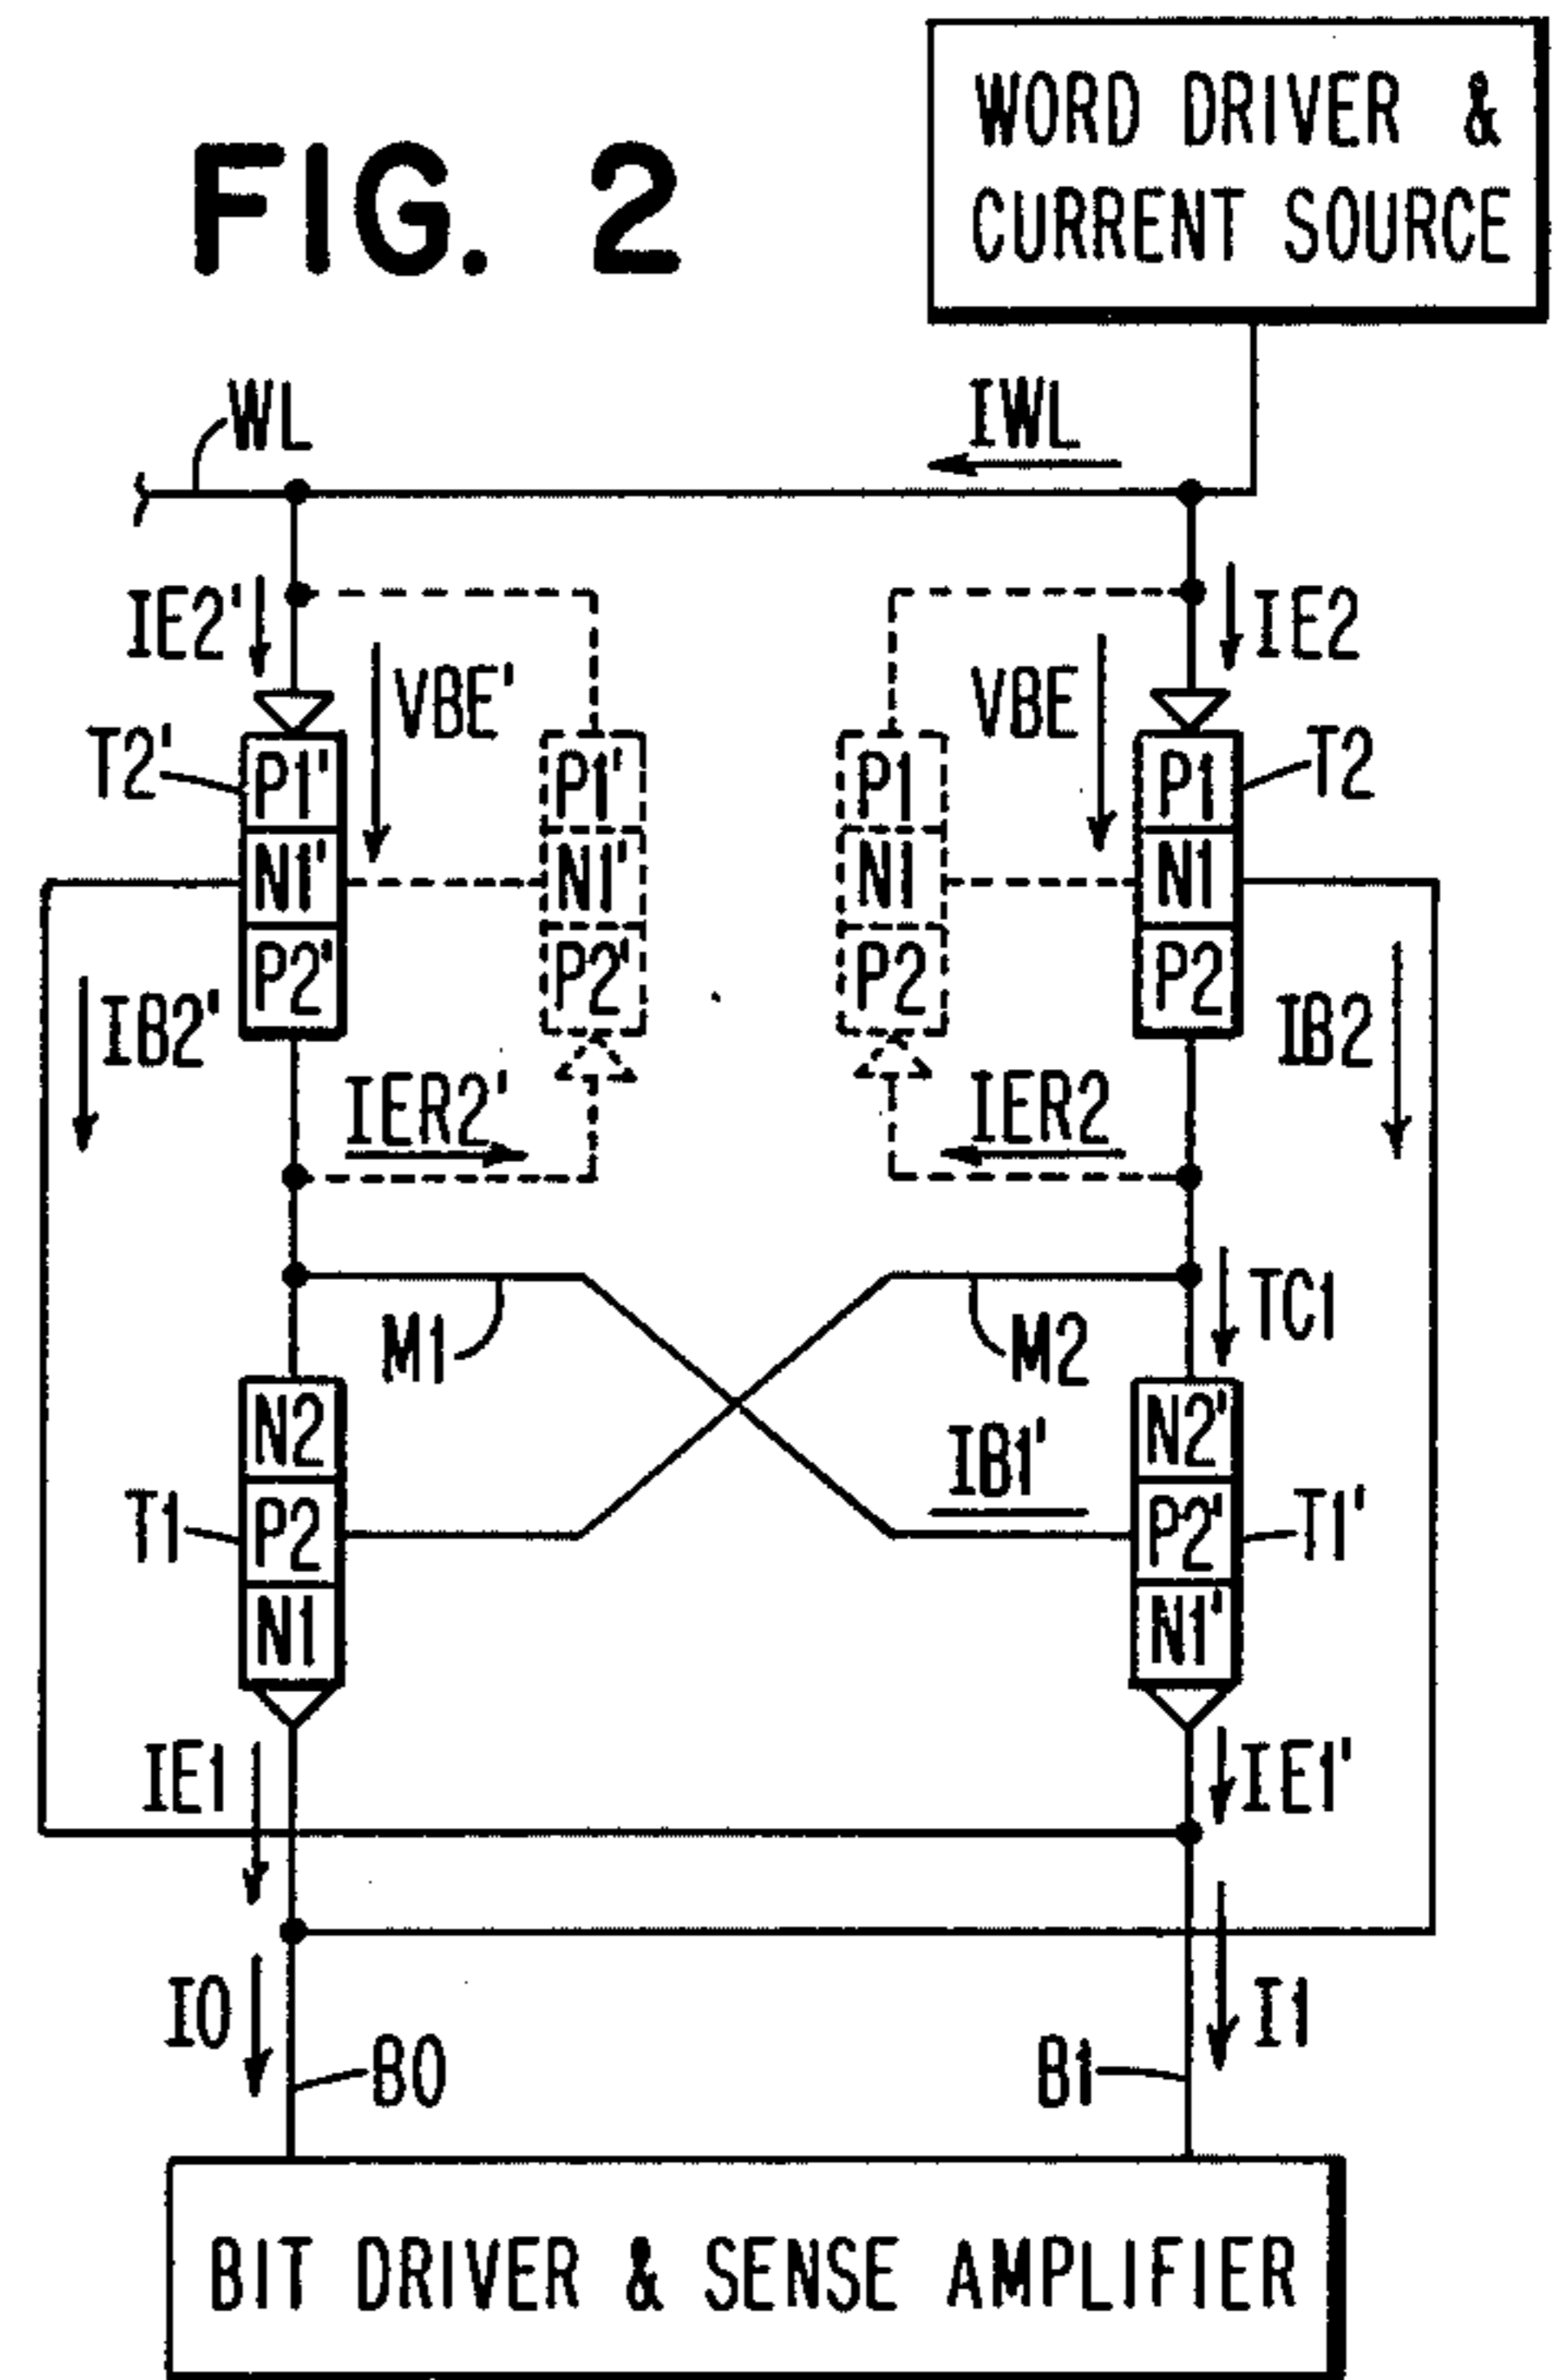 WORD DRIVER &
CURRENT SOURCE
FIG. 2
WL
IWL
IE2'
IE2
VBE'
VBE
T2'
P1'
P1'
P1
P1
T2
N1'
N1'
N1
N1
P2'
P2'
P2
P2
IB2'
IB2
IER2'
IER2
TC1
M1
M2
N2
N2'
IB1'
T1
P2
P2'
T1'
N1
N1'
IE1
IE1'
I0
I1
B0
B1
BIT DRIVER & SENSE AMPLIFIER